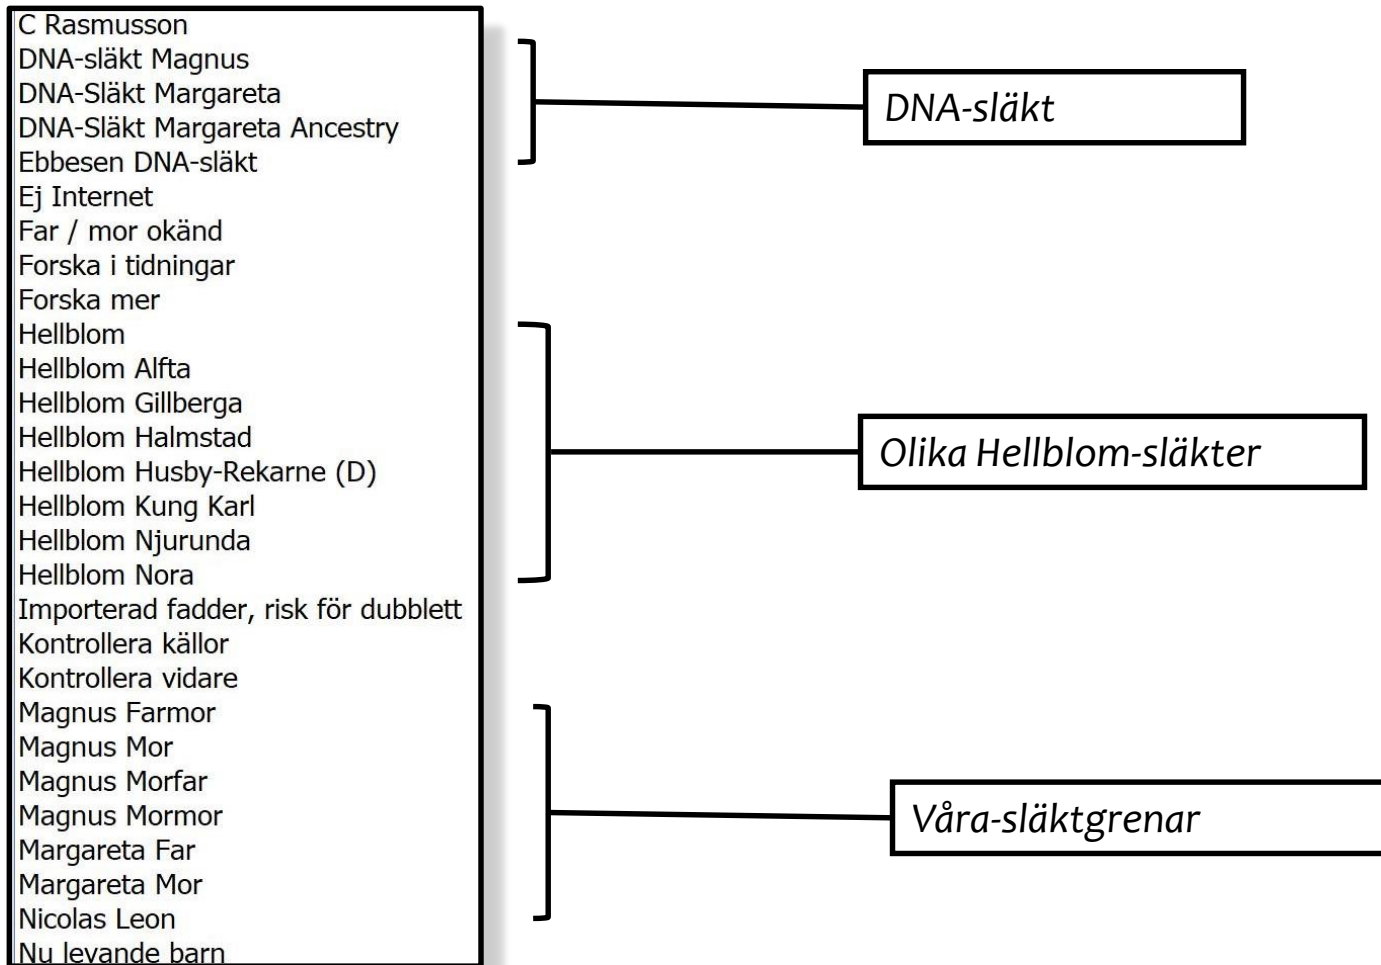 C Rasmusson
DNA-släkt Magnus
DNA-Släkt Margareta
DNA-Släkt Margareta Ancestry
Ebbesen DNA-släkt
Ej Internet
Far / mor okänd
Forska i tidningar
Forska mer
Hellblom
Hellblom Alfta
Hellblom Gillberga
Hellblom Halmstad
Hellblom Husby-Rekarne (D)
Hellblom Kung Karl
Hellblom Njurunda
Hellblom Nora
Importerad fadder, risk för dubblett
Kontrollera källor
Kontrollera vidare
Magnus Farmor
Magnus Mor
Magnus Morfar
Magnus Mormor
Margareta Far
Margareta Mor
Nicolas Leon
Nu levande barn
DNA-släkt
Olika Hellblom-släkter
Våra-släktgrenar